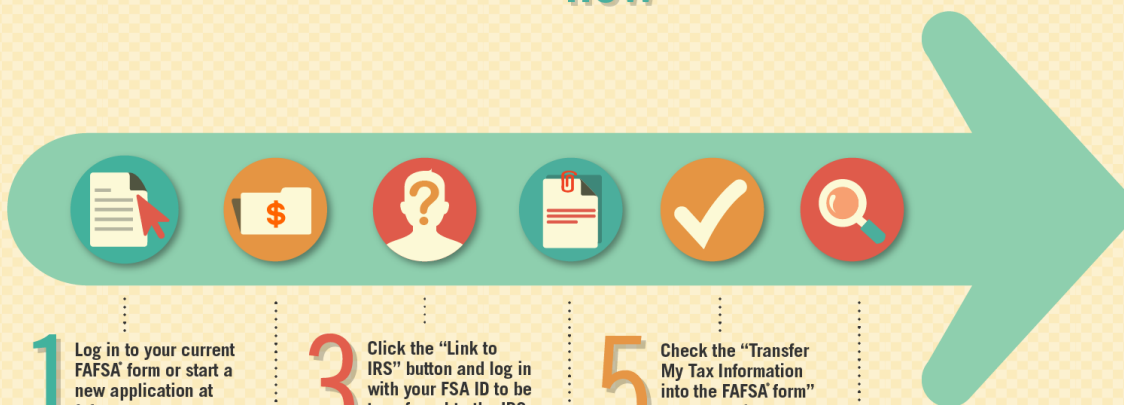 1
Log in to your current
FAFSA® form or start a
new application at
3
Click the “Link to
IRS” button and log in
with your FSA ID to be
5
Check the “Transfer
My Tax Information
into the FAFSA® form”